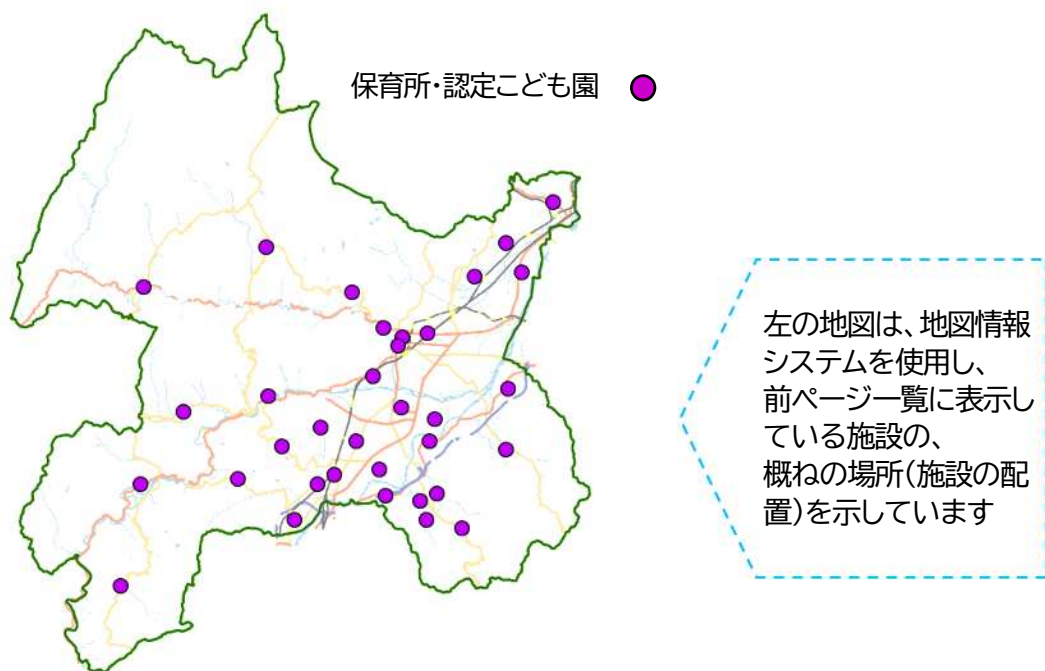 保育所・認定こども園
左の地図は、地図情報
システムを使用し、
前ページ一覧に表示し
ている施設の、
概ねの場所(施設の配
置)を示しています